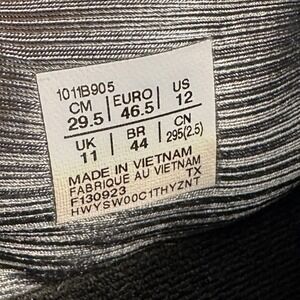 1011B905
CM EURO US
29.5 46.5 12
UK BR CN
11 44 295(2.5)
MADE IN VIETNAM
FABRIQUE AU VIETNAM
F130923 TX
HWYSW00C1THYZNT